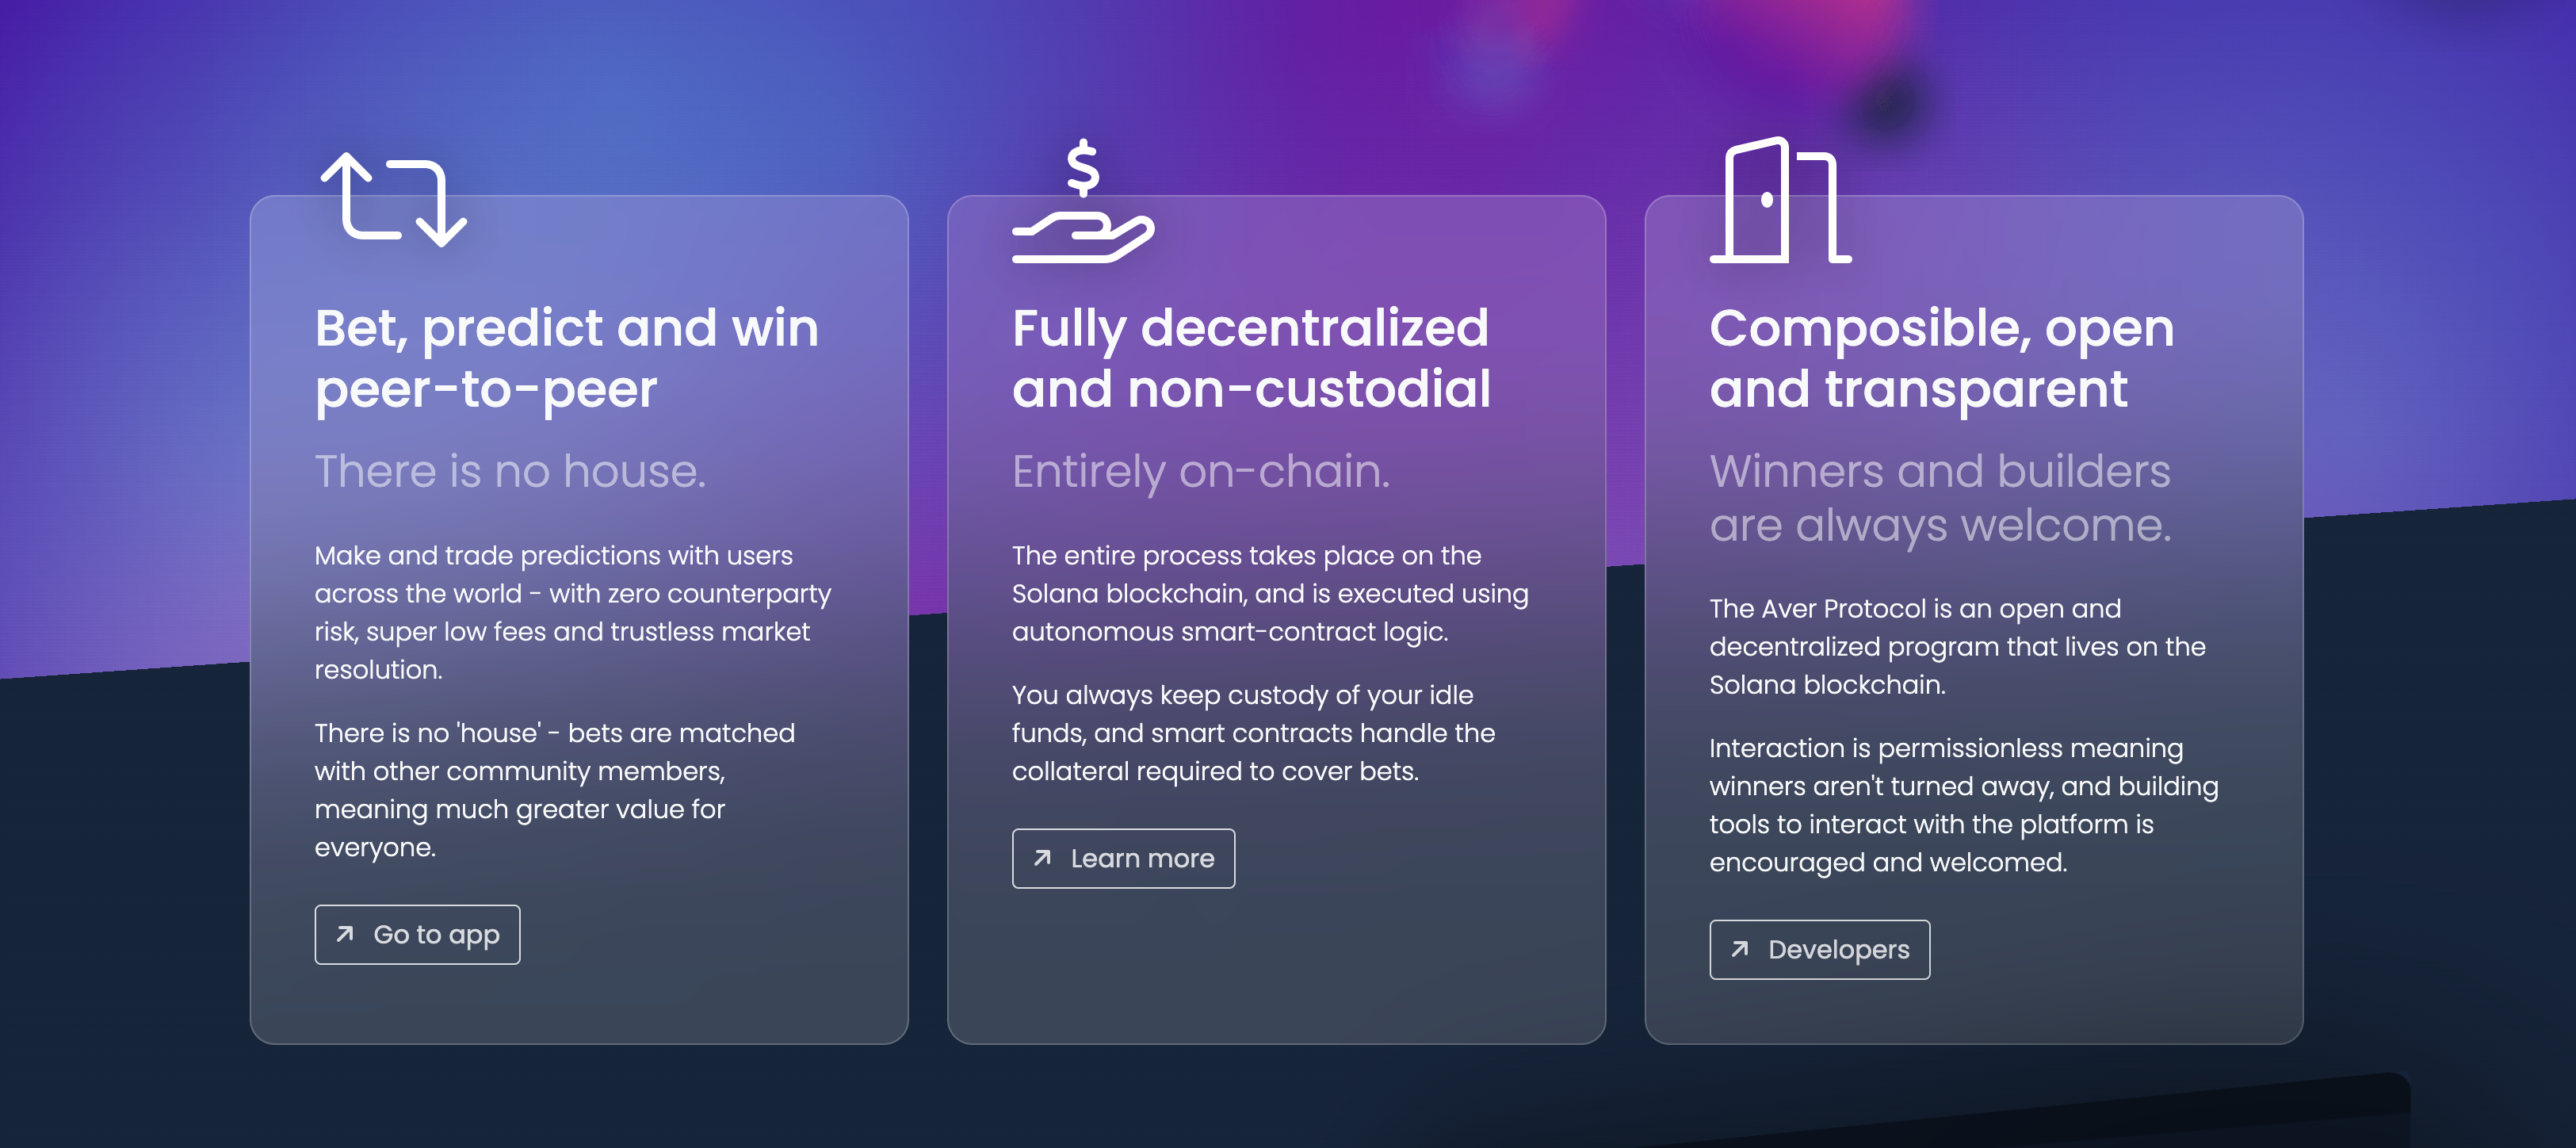 Bet, predict and win
peer-to-peer
There is no house.
Make and trade predictions with users
across the world - with zero counterparty
risk, super low fees and trustless market
resolution.
There is no 'house' - bets are matched
with other community members,
meaning much greater value for
everyone.
Go to app
$
Fully decentralized
and non-custodial
Entirely on-chain.
The entire process takes place on the
Solana blockchain, and is executed using
autonomous smart-contract logic.
You always keep custody of your idle
funds, and smart contracts handle the
collateral required to cover bets.
Learn more
Composible, open
and transparent
Winners and builders
are always welcome.
The Aver Protocol is an open and
decentralized program that lives on the
Solana blockchain.
Interaction is permissionless meaning
winners aren't turned away, and building
tools to interact with the platform is
encouraged and welcomed.
Developers